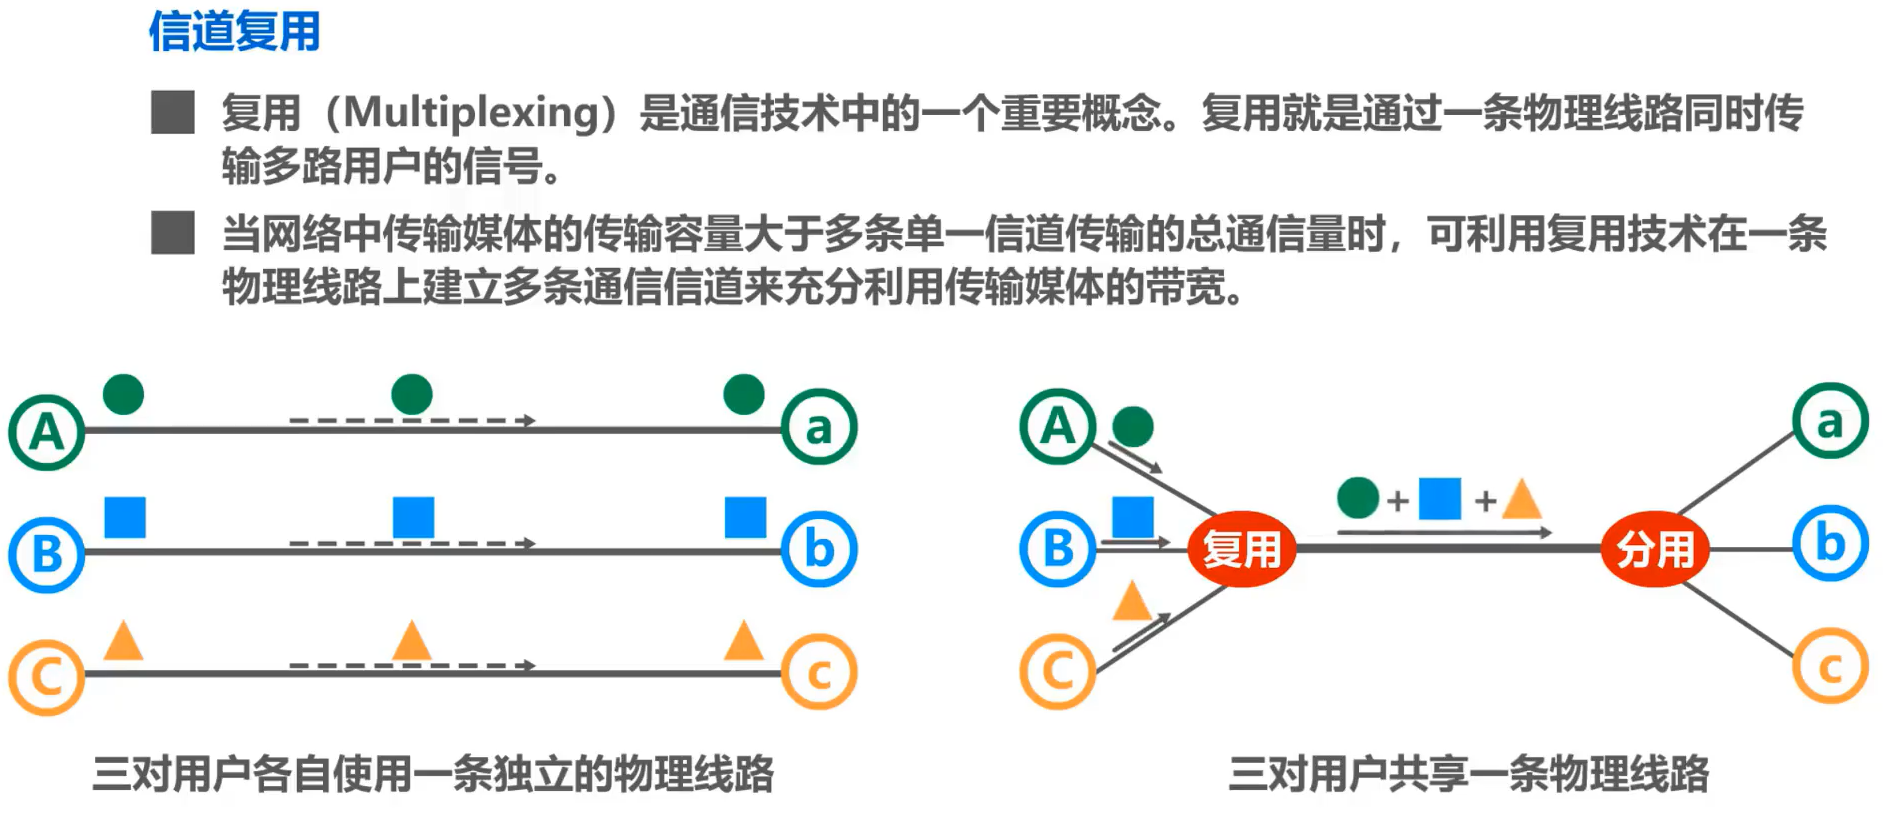 信道复用
复用（Multiplexing）是通信技术中的一个重要概念。复用就是通过一条物理线路同时传
输多路用户的信号。
当网络中传输媒体的传输容量大于多条单一信道传输的总通信量时，可利用复用技术在一条
物理线路上建立多条通信信道来充分利用传输媒体的带宽。
A
a
B
b
C
c
三对用户各自使用一条独立的物理线路
A
B
C
复用
+
+
分用
a
b
c
三对用户共享一条物理线路